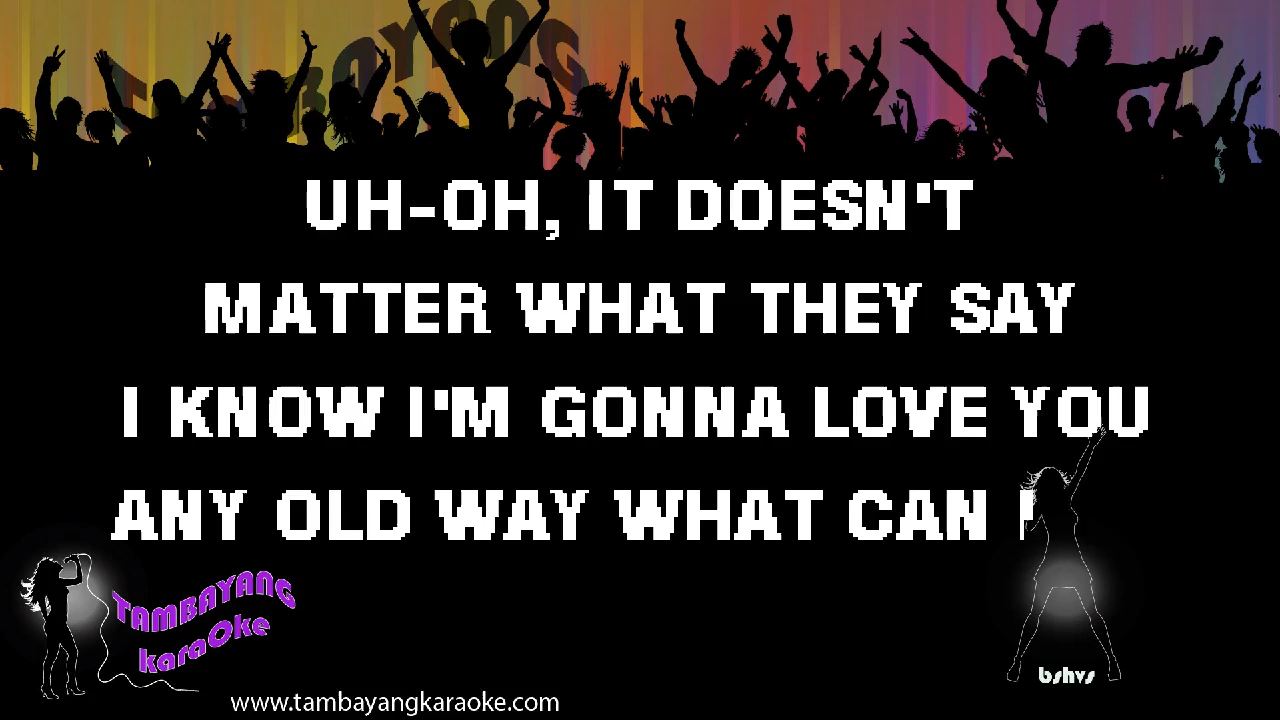 TAMBAYANG
UH-OH, IT DOESN'T
MATTER WHAT THEY SAY
I KNOW I'M GONNA LOVE YOU
ANY OLD WAY WHAT CAN I
TAMBAYANG
karaOke
bshvs
www.tambayangkaraoke.com